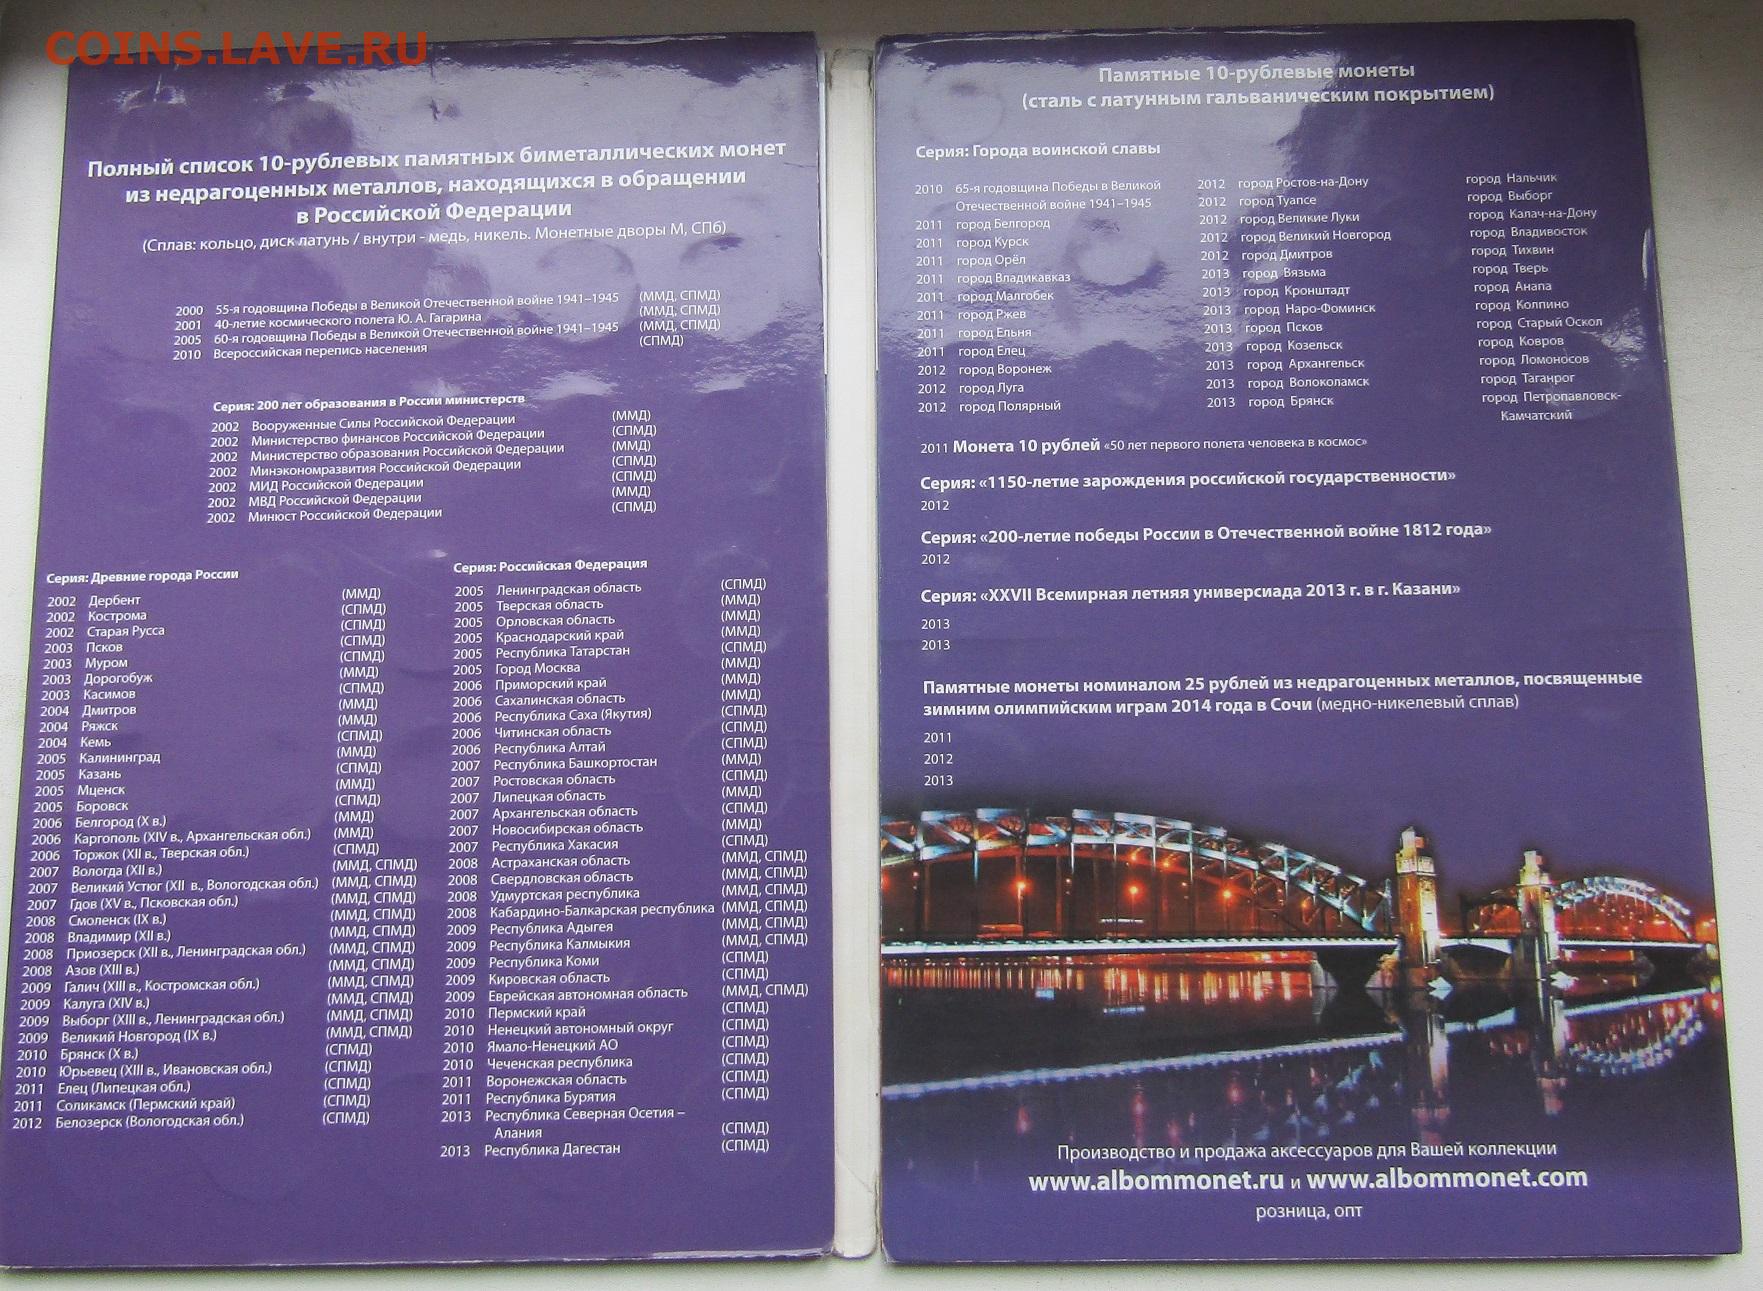 COINS.LAVE.RU
Полный список 10-рублевых памятных биметаллических монет
из недрагоценных металлов, находящихся в обращении
в Российской Федерации
(Сплав: кольцо, диск латунь / внутри - медь, никель. Монетные дворы М, СПб)
2000 55-я годовщина Победы в Великой Отечественной войне 1941–1945 (ММД, СПМД)
2001 40-летие космического полета Ю. А. Гагарина (ММД, СПМД)
2005 60-я годовщина Победы в Великой Отечественной войне 1941–1945 (ММД, СПМД)
2010 Всероссийская перепись населения (СПМД)
Серия: 200 лет образования в России министерств
2002 Вооруженные Силы Российской Федерации (ММД)
2002 Министерство финансов Российской Федерации (СПМД)
2002 Министерство образования Российской Федерации (ММД)
2002 Минэкономразвития Российской Федерации (СПМД)
2002 МИД Российской Федерации (СПМД)
2002 МВД Российской Федерации (ММД)
2002 Минюст Российской Федерации (СПМД)
Серия: Древние города России
2002 Дербент (ММД)
2002 Кострома (СПМД)
2002 Старая Русса (СПМД)
2003 Псков (СПМД)
2003 Муром (СПМД)
2003 Дорогобуж (ММД)
2003 Касимов (СПМД)
2004 Дмитров (ММД)
2004 Ряжск (ММД)
2004 Кемь (СПМД)
2005 Калининград (ММД)
2005 Казань (СПМД)
2005 Мценск (ММД)
2005 Боровск (СПМД)
2006 Белгород (X в.) (ММД)
2006 Каргополь (XIV в., Архангельская обл.) (ММД)
2006 Торжок (XII в., Тверская обл.) (СПМД)
2007 Вологда (XII в.) (ММД, СПМД)
2007 Великий Устюг (XII в., Вологодская обл.) (ММД, СПМД)
2007 Гдов (XV в., Псковская обл.) (ММД, СПМД)
2008 Смоленск (IX в.) (ММД, СПМД)
2008 Владимир (XII в.) (ММД, СПМД)
2008 Приозерск (XII в., Ленинградская обл.) (ММД, СПМД)
2008 Азов (XIII в.) (ММД, СПМД)
2009 Галич (XIII в., Костромская обл.) (ММД, СПМД)
2009 Калуга (XIV в.) (ММД, СПМД)
2009 Выборг (XIII в., Ленинградская обл.) (ММД, СПМД)
2009 Великий Новгород (IX в.) (ММД, СПМД)
2010 Брянск (X в.) (СПМД)
2010 Юрьевец (XIII в., Ивановская обл.) (СПМД)
2011 Елец (Липецкая обл.) (СПМД)
2011 Соликамск (Пермский край) (СПМД)
2012 Белозерск (Вологодская обл.) (СПМД)
Серия: Российская Федерация
2005 Ленинградская область (СПМД)
2005 Тверская область (ММД)
2005 Орловская область (ММД)
2005 Краснодарский край (ММД)
2005 Республика Татарстан (СПМД)
2005 Город Москва (ММД)
2006 Приморский край (ММД)
2006 Сахалинская область (ММД)
2006 Республика Саха (Якутия) (СПМД)
2006 Читинская область (СПМД)
2006 Республика Алтай (СПМД)
2007 Республика Башкортостан (ММД)
2007 Ростовская область (СПМД)
2007 Липецкая область (ММД)
2007 Архангельская область (СПМД)
2007 Новосибирская область (ММД)
2007 Республика Хакасия (СПМД)
2008 Астраханская область (ММД, СПМД)
2008 Свердловская область (ММД, СПМД)
2008 Удмуртская республика (ММД, СПМД)
2008 Кабардино-Балкарская республика (ММД, СПМД)
2009 Республика Адыгея (ММД, СПМД)
2009 Республика Калмыкия (ММД, СПМД)
2009 Республика Коми (СПМД)
2009 Кировская область (СПМД)
2009 Еврейская автономная область (ММД, СПМД)
2010 Пермский край (СПМД)
2010 Ненецкий автономный округ (СПМД)
2010 Ямало-Ненецкий АО (СПМД)
2010 Чеченская республика (СПМД)
2011 Воронежская область (СПМД)
2011 Республика Бурятия (СПМД)
2013 Республика Северная Осетия –
Алания (СПМД)
2013 Республика Дагестан (СПМД)
Памятные 10-рублевые монеты
(сталь с латунным гальваническим покрытием)
Серия: Города воинской славы
2010 65-я годовщина Победы в Великой
Отечественной войне 1941–1945
2011 город Белгород
2011 город Курск
2011 город Орёл
2011 город Владикавказ
2011 город Малгобек
2011 город Ржев
2011 город Ельня
2011 город Елец
2012 город Воронеж
2012 город Луга
2012 город Полярный
2012 город Ростов-на-Дону
2012 город Туапсе
2012 город Великие Луки
2012 город Великий Новгород
2012 город Дмитров
2013 город Вязьма
2013 город Кронштадт
2013 город Наро-Фоминск
2013 город Псков
2013 город Козельск
2013 город Архангельск
2013 город Волоколамск
2013 город Брянск
город Нальчик
город Выборг
город Калач-на-Дону
город Владивосток
город Тихвин
город Тверь
город Анапа
город Колпино
город Старый Оскол
город Ковров
город Ломоносов
город Таганрог
город Петропавловск-
Камчатский
2011 Монета 10 рублей «50 лет первого полета человека в космос»
Серия: «1150-летие зарождения российской государственности»
2012
Серия: «200-летие победы России в Отечественной войне 1812 года»
2012
Серия: «XXVII Всемирная летняя универсиада 2013 г. в г. Казани»
2013
2013
Памятные монеты номиналом 25 рублей из недрагоценных металлов, посвященные
зимним олимпийским играм 2014 года в Сочи (медно-никелевый сплав)
2011
2012
2013
Производство и продажа аксессуаров для Вашей коллекции
www.albommonet.ru и www.albommonet.com
розница, опт